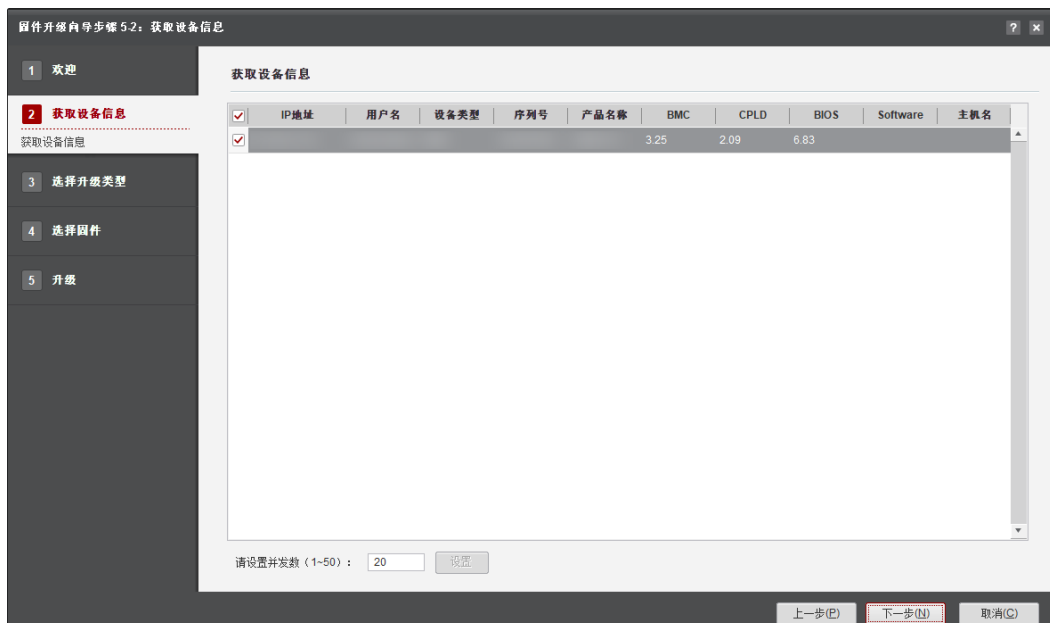 固件升级向导步骤 5-2：获取设备信息
? ×
1 欢迎
2 获取设备信息
获取设备信息
3 选择升级类型
4 选择固件
5 升级
获取设备信息
IP地址 用户名 设备类型 序列号 产品名称 BMC CPLD BIOS Software 主机名
3.25 2.09 6.83
请设置并发数（1~50）： 20 设置
上一步(P) 下一步(N) 取消(C)